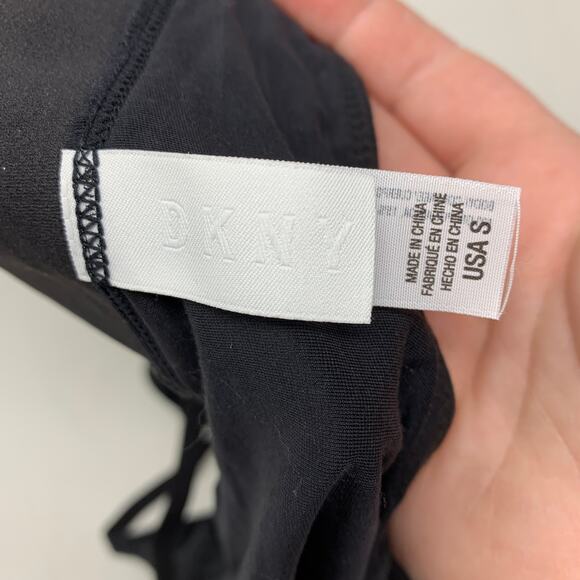 DKNY
MADE IN CHINA
FABRIQUÉ EN CHINE
HECHO EN CHINA
USA S